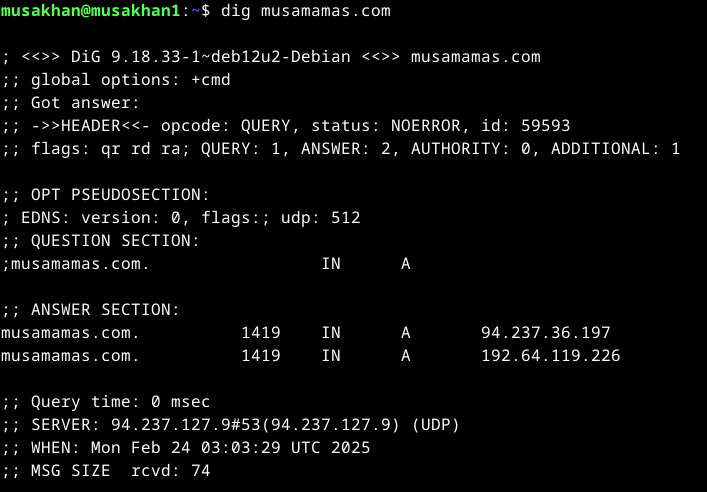 musakhan@musakhan1:~$ dig musamamas.com

; <<>> DiG 9.18.33-1~deb12u2-Debian <<>> musamamas.com
;; global options: +cmd
;; Got answer:
;; ->>HEADER<<- opcode: QUERY, status: NOERROR, id: 59593
;; flags: qr rd ra; QUERY: 1, ANSWER: 2, AUTHORITY: 0, ADDITIONAL: 1

;; OPT PSEUDOSECTION:
; EDNS: version: 0, flags:; udp: 512
;; QUESTION SECTION:
;musamamas.com.                 IN      A

;; ANSWER SECTION:
musamamas.com.          1419    IN      A       94.237.36.197
musamamas.com.          1419    IN      A       192.64.119.226

;; Query time: 0 msec
;; SERVER: 94.237.127.9#53(94.237.127.9) (UDP)
;; WHEN: Mon Feb 24 03:03:29 UTC 2025
;; MSG SIZE  rcvd: 74